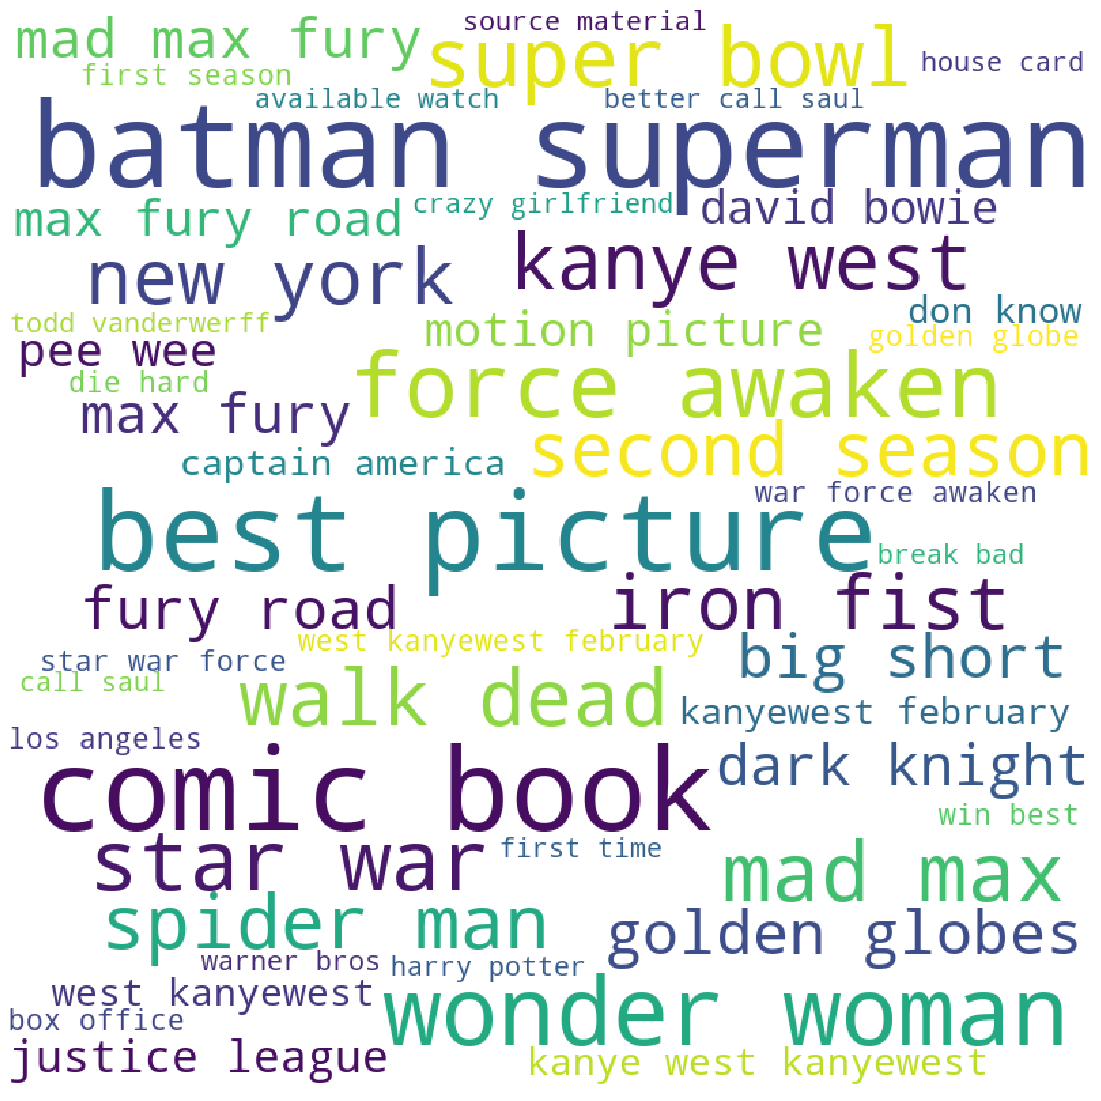 source material
mad max fury
super bowl
house card
first season
available watch
better call saul
batman superman
crazy girlfriend
david bowie
max fury road
kanye west
new york
don know
todd vanderwerff
motion picture
golden globe
pee wee
die hard
force awaken
max fury
second season
captain america
war force awaken
best picture
break bad
fury road
iron fist
west kanyewest february
star war force
big short
call saul
walk dead
kanyewest february
los angeles
comic book
dark knight
win best
star war
first time
mad max
spider man
golden globes
warner bros
harry potter
west kanyewest
wonder woman
box office
justice league
kanye west kanyewest